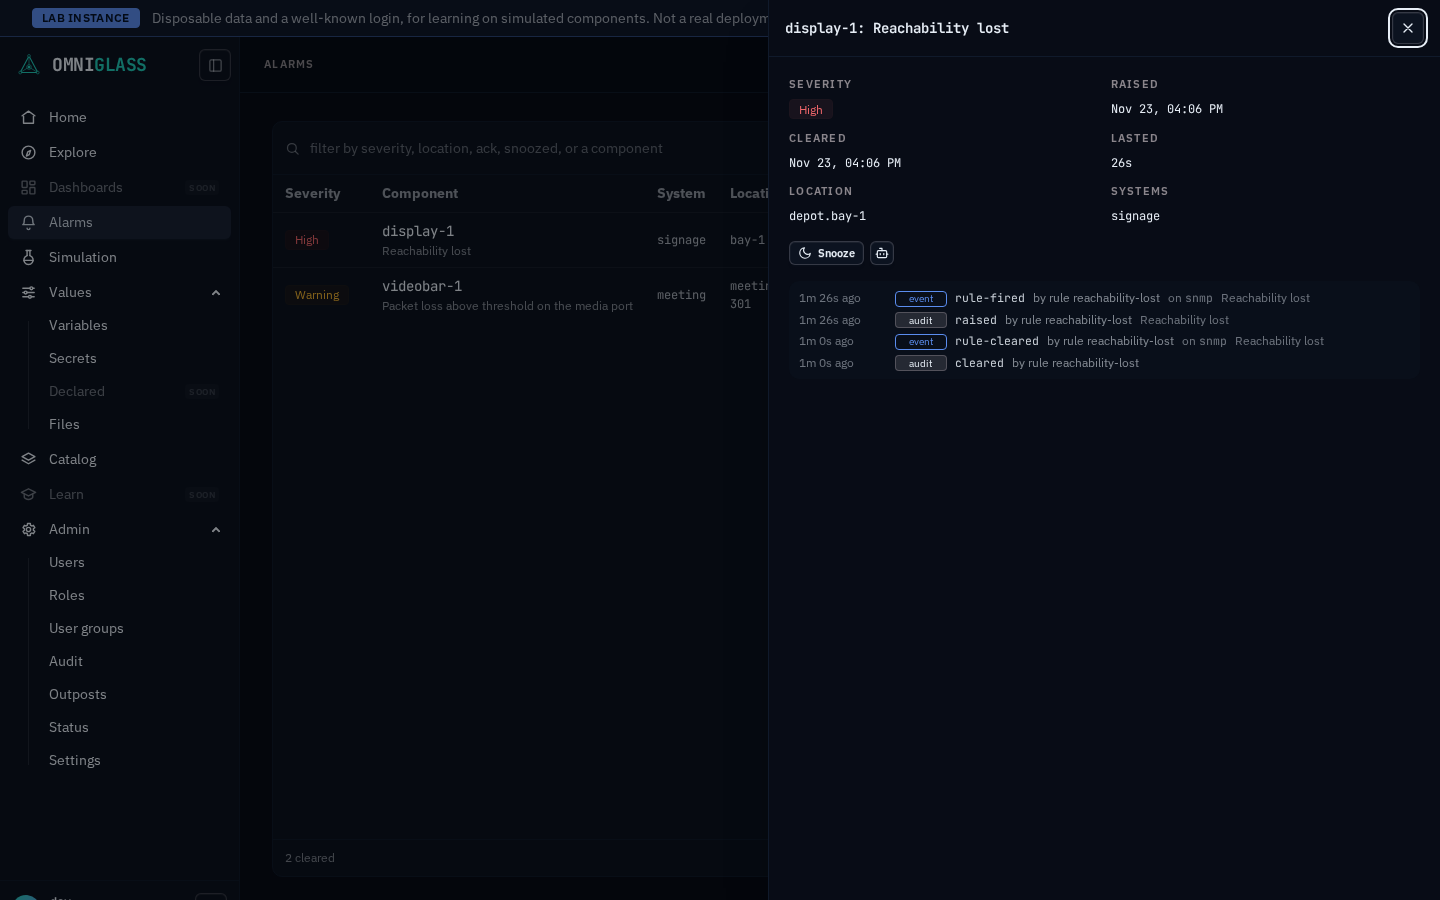 LAB INSTANCE Disposable data and a well-known login, for learning on simulated components. Not a real deploym
OMNIGLASS
Home
Explore
Dashboards SOON
Alarms
Simulation
Values
Variables
Secrets
Declared SOON
Files
Catalog
Learn SOON
Admin
Users
Roles
User groups
Audit
Outposts
Status
Settings
ALARMS
filter by severity, location, ack, snoozed, or a component
Severity Component System Locati
High display-1 signage bay-1
Reachability lost
Warning videobar-1 meeting meetin
Packet loss above threshold on the media port 301
2 cleared
display-1: Reachability lost
SEVERITY RAISED
High Nov 23, 04:06 PM
CLEARED LASTED
Nov 23, 04:06 PM 26s
LOCATION SYSTEMS
depot.bay-1 signage
Snooze
1m 26s ago event rule-fired by rule reachability-lost on snmp Reachability lost
1m 26s ago audit raised by rule reachability-lost Reachability lost
1m 0s ago event rule-cleared by rule reachability-lost on snmp Reachability lost
1m 0s ago audit cleared by rule reachability-lost